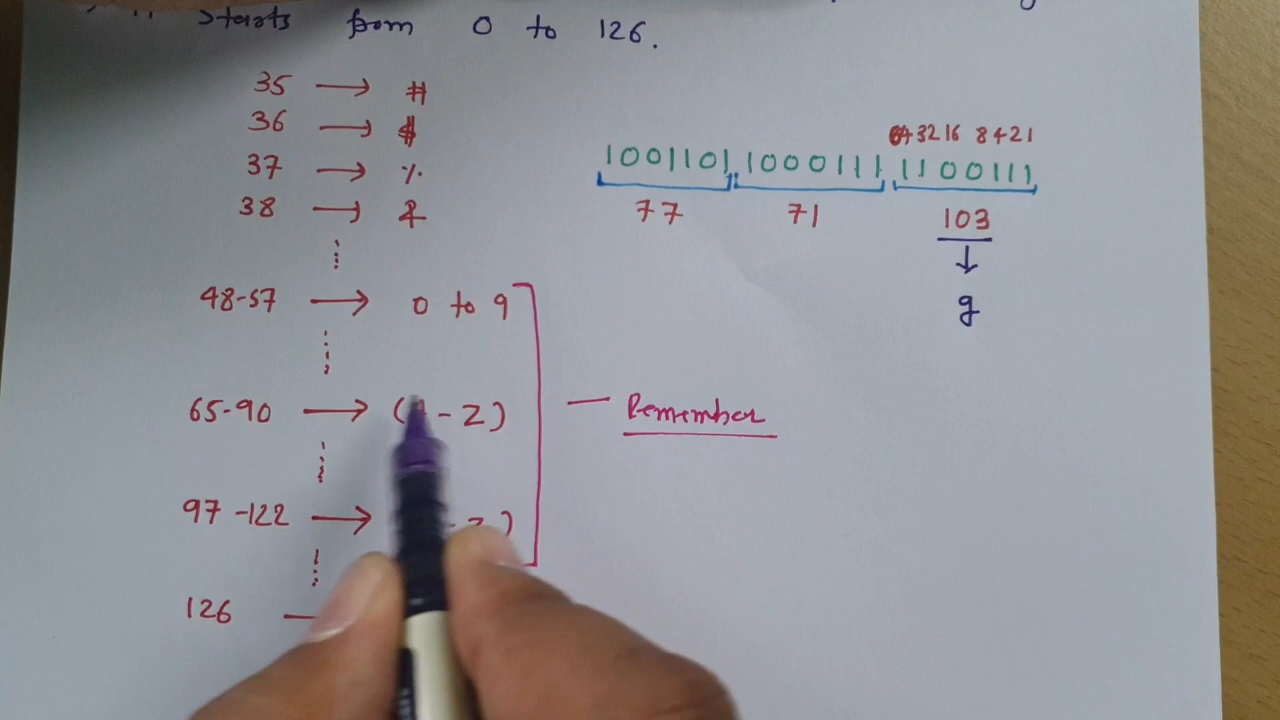 starts from 0 to 126.
35 → #
36 → $
37 → %
38 → &
48-57 → 0 to 9
65-90 → ( - Z)
97-122 → - z)
126 —
— Remember
64 32 16 8 4 2 1
1001101 1000111 1100111
77 71 103
↓
g